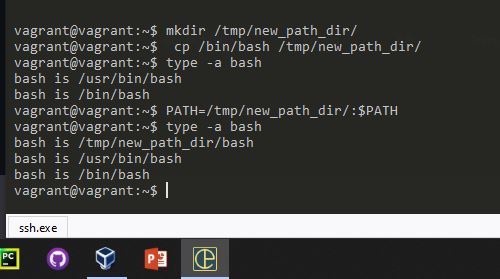 vagrant@vagrant:~$ mkdir /tmp/new_path_dir/
vagrant@vagrant:~$  cp /bin/bash /tmp/new_path_dir/
vagrant@vagrant:~$ type -a bash
bash is /usr/bin/bash
bash is /bin/bash
vagrant@vagrant:~$ PATH=/tmp/new_path_dir/:$PATH
vagrant@vagrant:~$ type -a bash
bash is /tmp/new_path_dir/bash
bash is /usr/bin/bash
bash is /bin/bash
vagrant@vagrant:~$
ssh.exe
PC
P